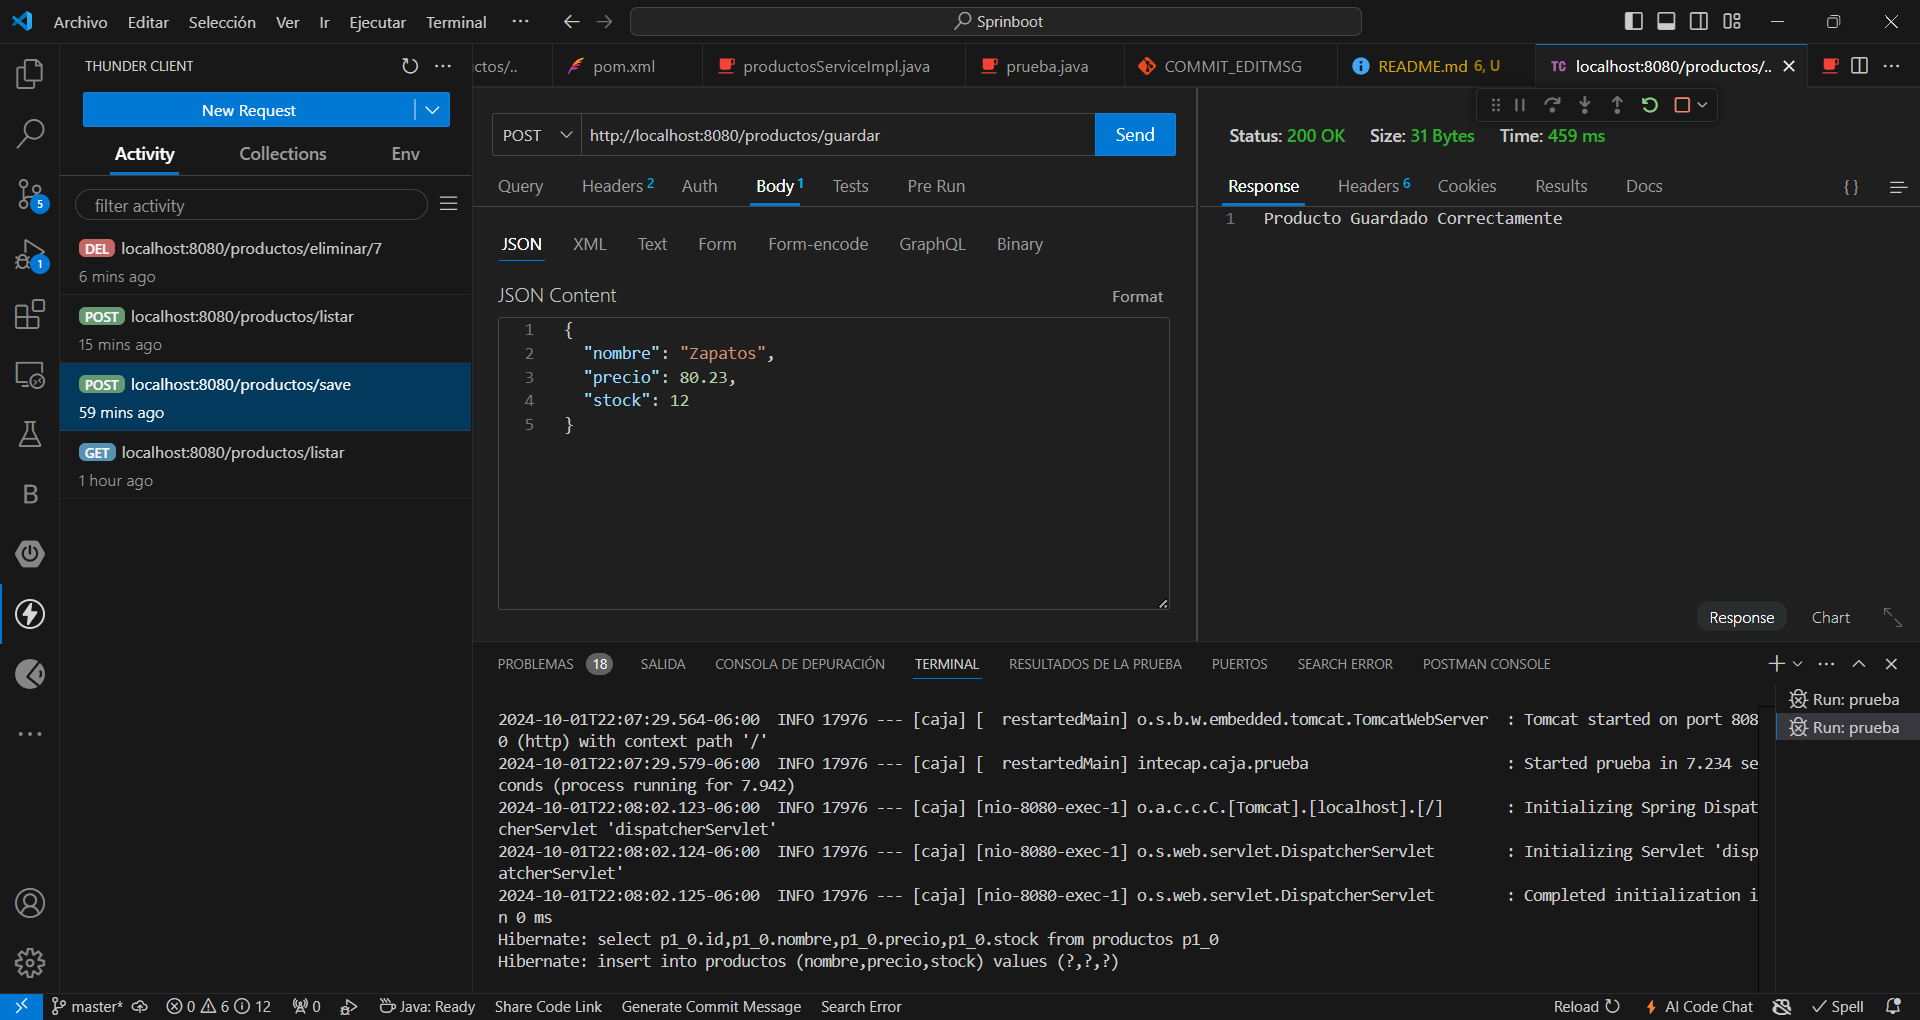 Archivo Editar Selección Ver Ir Ejecutar Terminal ··· Sprinboot
THUNDER CLIENT ···
New Request
Activity Collections Env
filter activity
DEL localhost:8080/productos/eliminar/7
6 mins ago
POST localhost:8080/productos/listar
15 mins ago
POST localhost:8080/productos/save
59 mins ago
GET localhost:8080/productos/listar
1 hour ago
5
1
B
ctos/.. pom.xml productosServiceImpl.java prueba.java COMMIT_EDITMSG README.md 6, U TC localhost:8080/productos/..
POST http://localhost:8080/productos/guardar Send
Query Headers 2 Auth Body 1 Tests Pre Run
JSON XML Text Form Form-encode GraphQL Binary
JSON Content Format
1 {
2 "nombre": "Zapatos",
3 "precio": 80.23,
4 "stock": 12
5 }
Status: 200 OK Size: 31 Bytes Time: 459 ms
Response Headers 6 Cookies Results Docs {}
1 Producto Guardado Correctamente
Response Chart
PROBLEMAS 18 SALIDA CONSOLA DE DEPURACIÓN TERMINAL RESULTADOS DE LA PRUEBA PUERTOS SEARCH ERROR POSTMAN CONSOLE
2024-10-01T22:07:29.564-06:00 INFO 17976 --- [caja] [ restartedMain] o.s.b.w.embedded.tomcat.TomcatWebServer : Tomcat started on port 808
0 (http) with context path '/'
2024-10-01T22:07:29.579-06:00 INFO 17976 --- [caja] [ restartedMain] intecap.caja.prueba : Started prueba in 7.234 se
conds (process running for 7.942)
2024-10-01T22:08:02.123-06:00 INFO 17976 --- [caja] [nio-8080-exec-1] o.a.c.c.C.[Tomcat].[localhost].[/] : Initializing Spring Dispat
cherServlet 'dispatcherServlet'
2024-10-01T22:08:02.124-06:00 INFO 17976 --- [caja] [nio-8080-exec-1] o.s.web.servlet.DispatcherServlet : Initializing Servlet 'disp
atcherServlet'
2024-10-01T22:08:02.125-06:00 INFO 17976 --- [caja] [nio-8080-exec-1] o.s.web.servlet.DispatcherServlet : Completed initialization i
n 0 ms
Hibernate: select p1_0.id,p1_0.nombre,p1_0.precio,p1_0.stock from productos p1_0
Hibernate: insert into productos (nombre,precio,stock) values (?,?,?)
Run: prueba
Run: prueba
master* 0 6 12 0 Java: Ready Share Code Link Generate Commit Message Search Error Reload AI Code Chat Spell